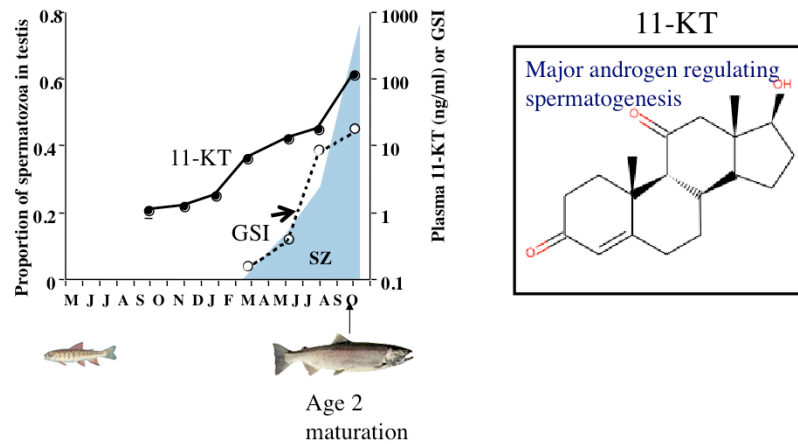 Proportion of spermatozoa in testis
0.8
0.6
0.4
0.2
0
1000
100
10
1
0.1
Plasma 11-KT (ng/ml) or GSI
11-KT
GSI
SZ
M J J A S O N D J F M A M J J A S O
Age 2
maturation
11-KT
Major androgen regulating
spermatogenesis
OH
O
O